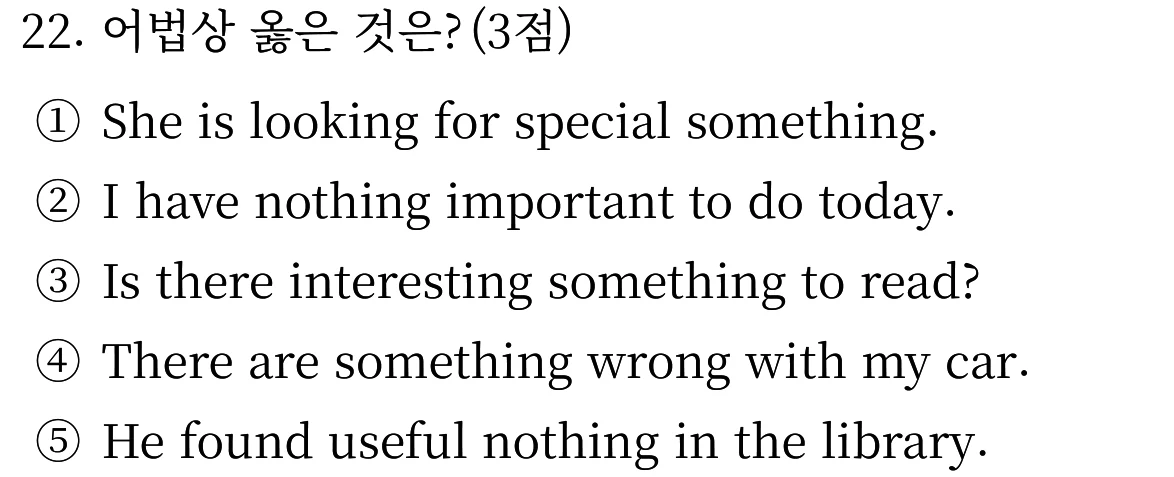 22. 어법상 옳은 것은? (3점)
① She is looking for special something.
② I have nothing important to do today.
③ Is there interesting something to read?
④ There are something wrong with my car.
⑤ He found useful nothing in the library.